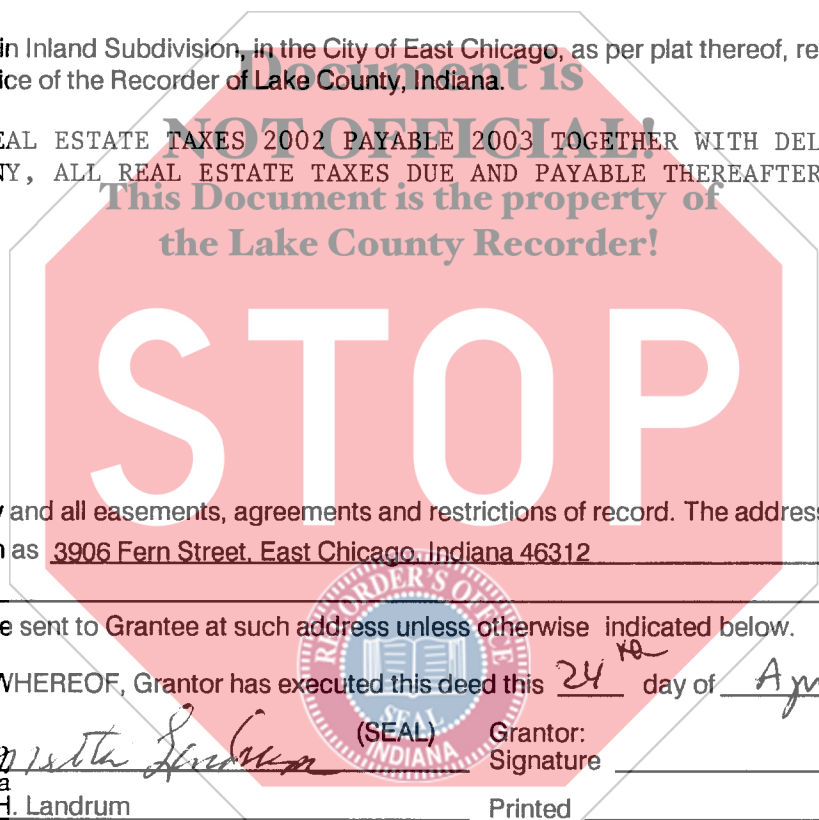 in Inland Subdivision, in the City of East Chicago, as per plat thereof, re
ice of the Recorder of Lake County, Indiana.
Document is
NOT OFFICIAL!
EAL ESTATE TAXES 2002 PAYABLE 2003 TOGETHER WITH DEL
NY, ALL REAL ESTATE TAXES DUE AND PAYABLE THEREAFTER
This Document is the property of
the Lake County Recorder!
STOP
y and all easements, agreements and restrictions of record. The address
n as 3906 Fern Street, East Chicago, Indiana 46312
RECORDER'S OFFICE
e sent to Grantee at such address unless otherwise indicated below.
WHEREOF, Grantor has executed this deed this 24 day of Apr
SEAL
INDIANA
(SEAL) Grantor:
Landrum Signature
a
H. Landrum Printed